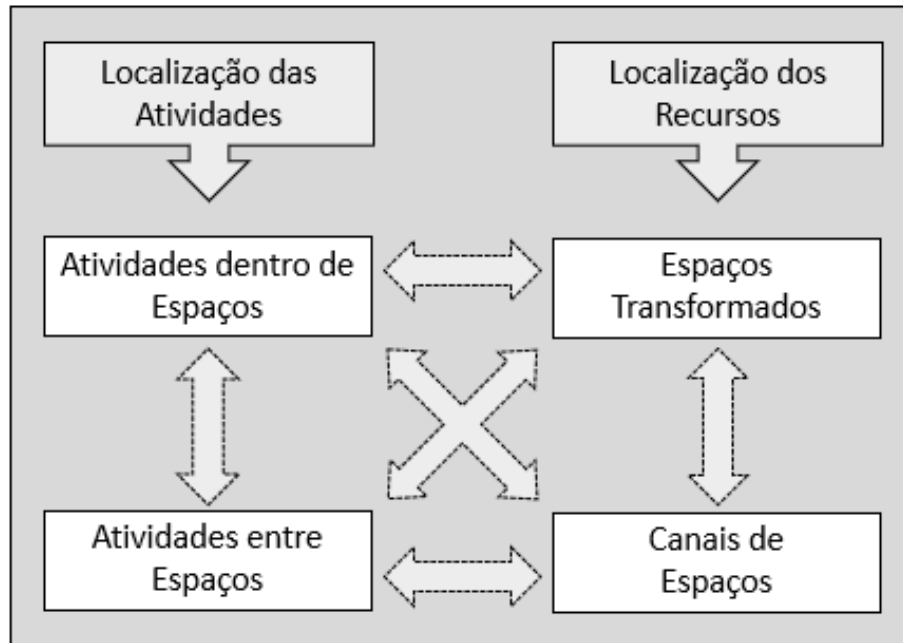 Localização das
Atividades
Localização dos
Recursos
Atividades dentro de
Espaços
Espaços
Transformados
Atividades entre
Espaços
Canais de
Espaços